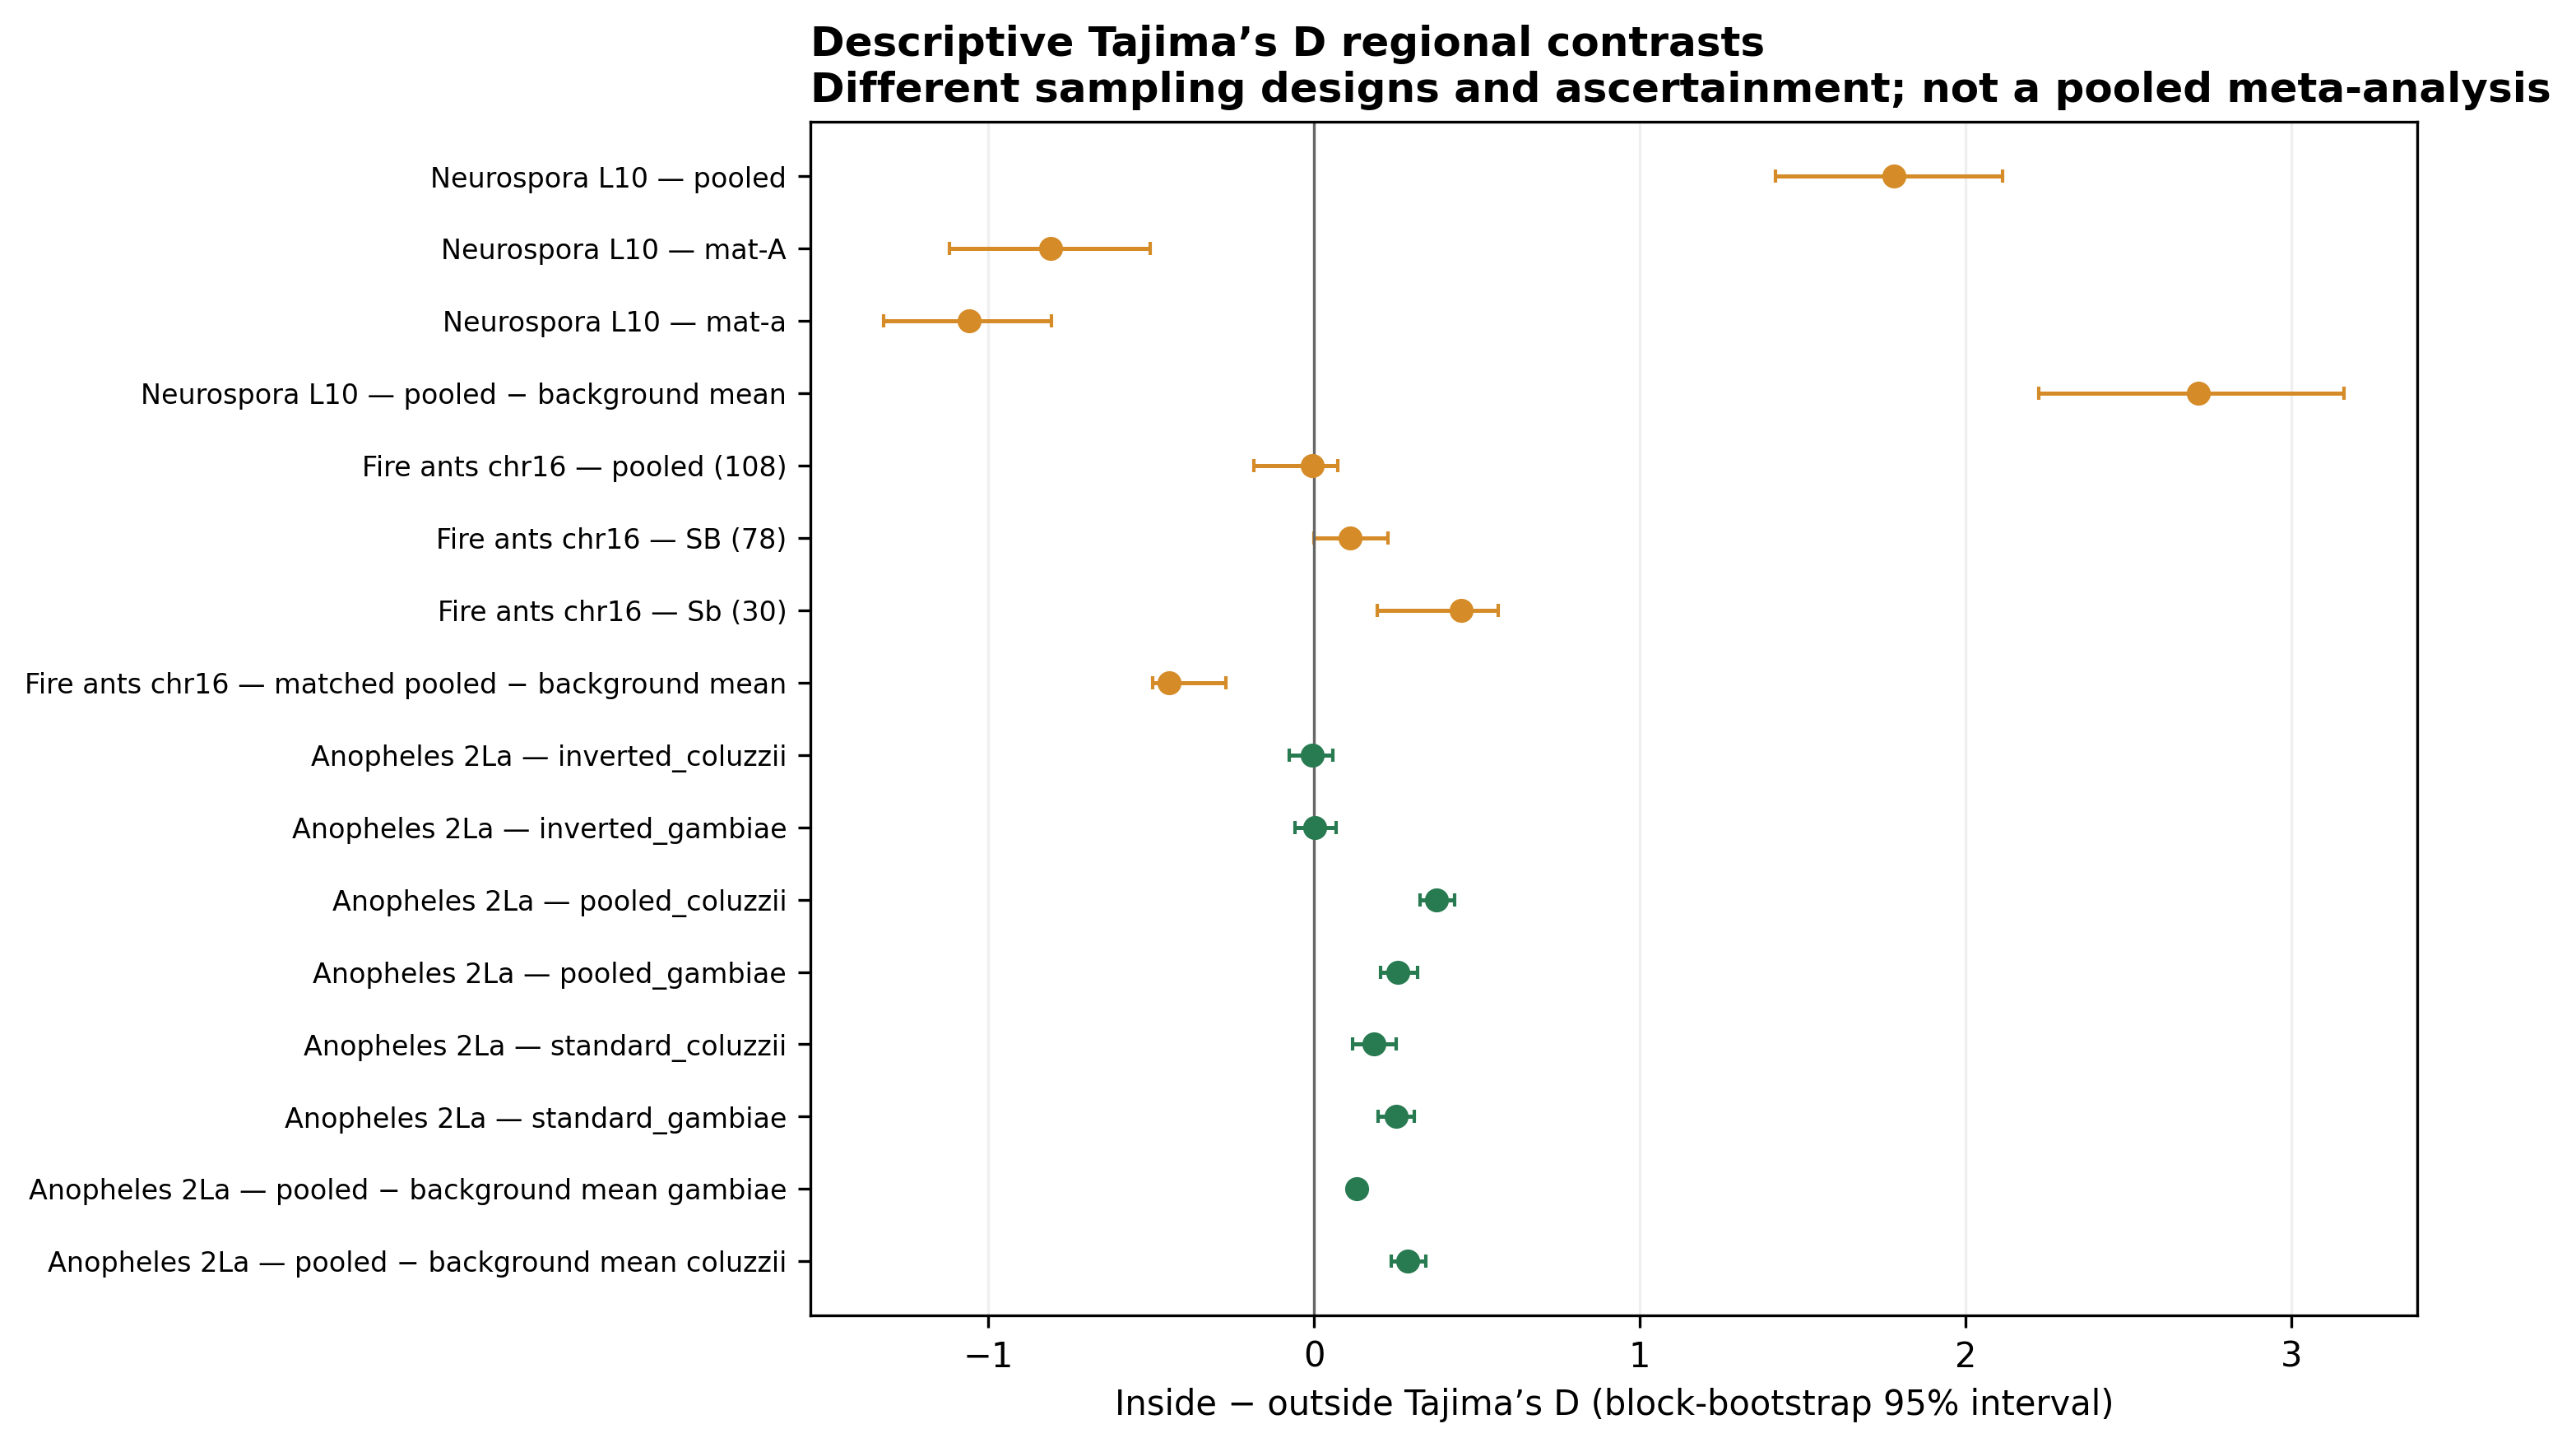 Descriptive Tajima’s D regional contrasts
Different sampling designs and ascertainment; not a pooled meta-analysis
Neurospora L10 — pooled
Neurospora L10 — mat-A
Neurospora L10 — mat-a
Neurospora L10 — pooled − background mean
Fire ants chr16 — pooled (108)
Fire ants chr16 — SB (78)
Fire ants chr16 — Sb (30)
Fire ants chr16 — matched pooled − background mean
Anopheles 2La — inverted_coluzzii
Anopheles 2La — inverted_gambiae
Anopheles 2La — pooled_coluzzii
Anopheles 2La — pooled_gambiae
Anopheles 2La — standard_coluzzii
Anopheles 2La — standard_gambiae
Anopheles 2La — pooled − background mean gambiae
Anopheles 2La — pooled − background mean coluzzii
−1 0 1 2 3
Inside − outside Tajima’s D (block-bootstrap 95% interval)